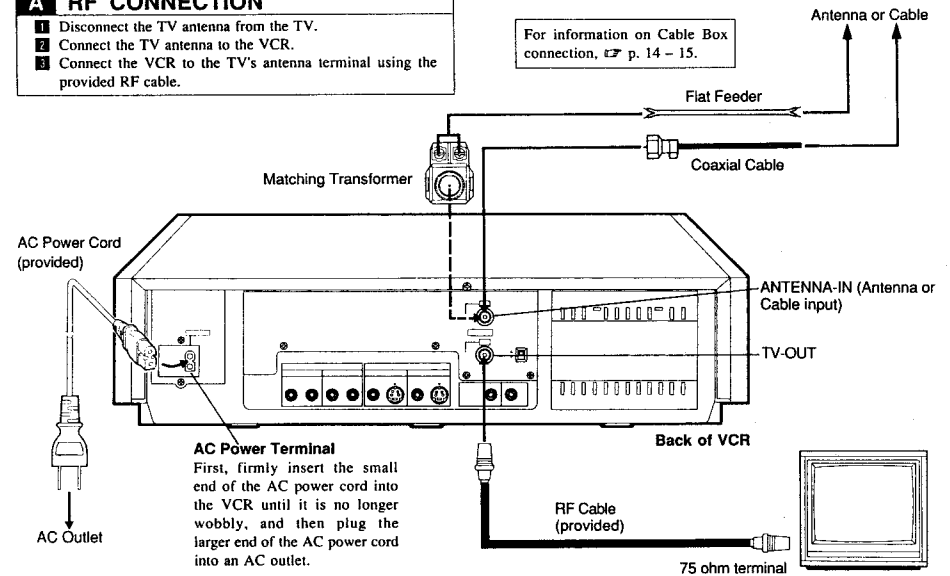 A RF CONNECTION
1 Disconnect the TV antenna from the TV.
2 Connect the TV antenna to the VCR.
3 Connect the VCR to the TV's antenna terminal using the
provided RF cable.
For information on Cable Box
connection, ☞ p. 14 – 15.
Antenna or Cable
Flat Feeder
Coaxial Cable
Matching Transformer
AC Power Cord
(provided)
ANTENNA-IN (Antenna or
Cable input)
TV-OUT
Back of VCR
AC Power Terminal
First, firmly insert the small
end of the AC power cord into
the VCR until it is no longer
wobbly, and then plug the
larger end of the AC power cord
into an AC outlet.
AC Outlet
RF Cable
(provided)
75 ohm terminal